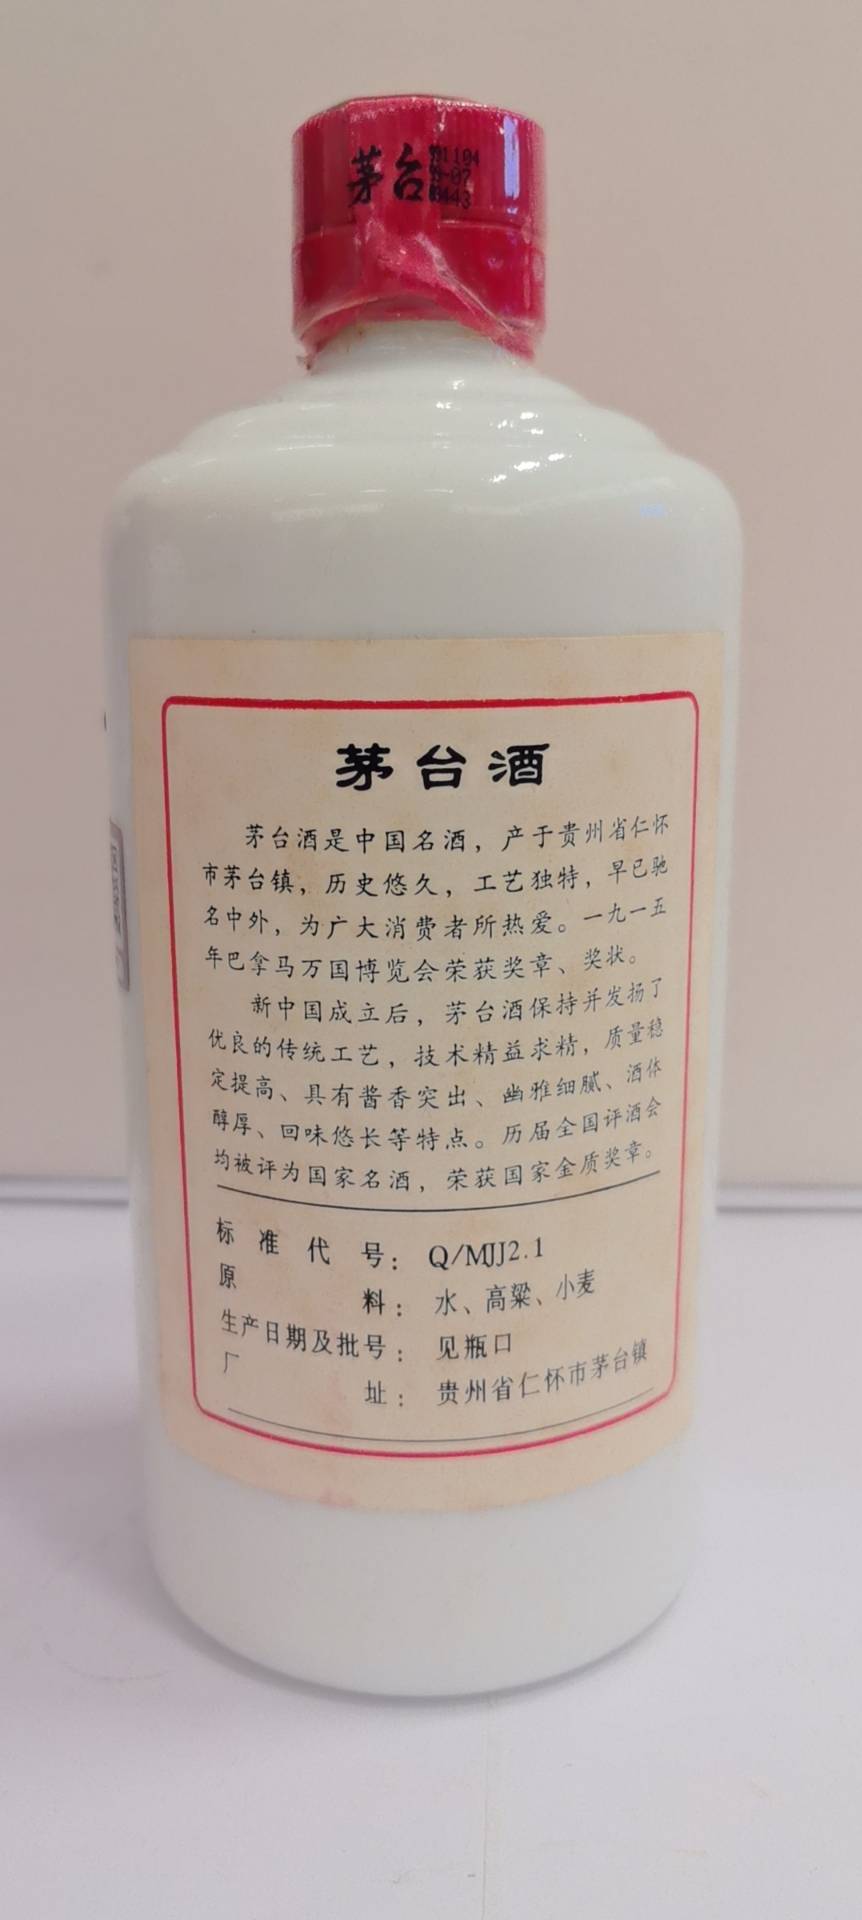 茅台
茅台酒
茅台酒是中国名酒，产于贵州省仁怀
市茅台镇，历史悠久，工艺独特，早已驰
名中外，为广大消费者所热爱。一九一五
年巴拿马万国博览会荣获奖章、奖状。
新中国成立后，茅台酒保持并发扬了
优良的传统工艺，技术精益求精，质量稳
定提高、具有酱香突出、幽雅细腻、酒体
醇厚、回味悠长等特点。历届全国评酒会
均被评为国家名酒，荣获国家金质奖章。
标准代号：Q/MJJ2.1
原料：水、高粱、小麦
生产日期及批号：见瓶口
厂址：贵州省仁怀市茅台镇